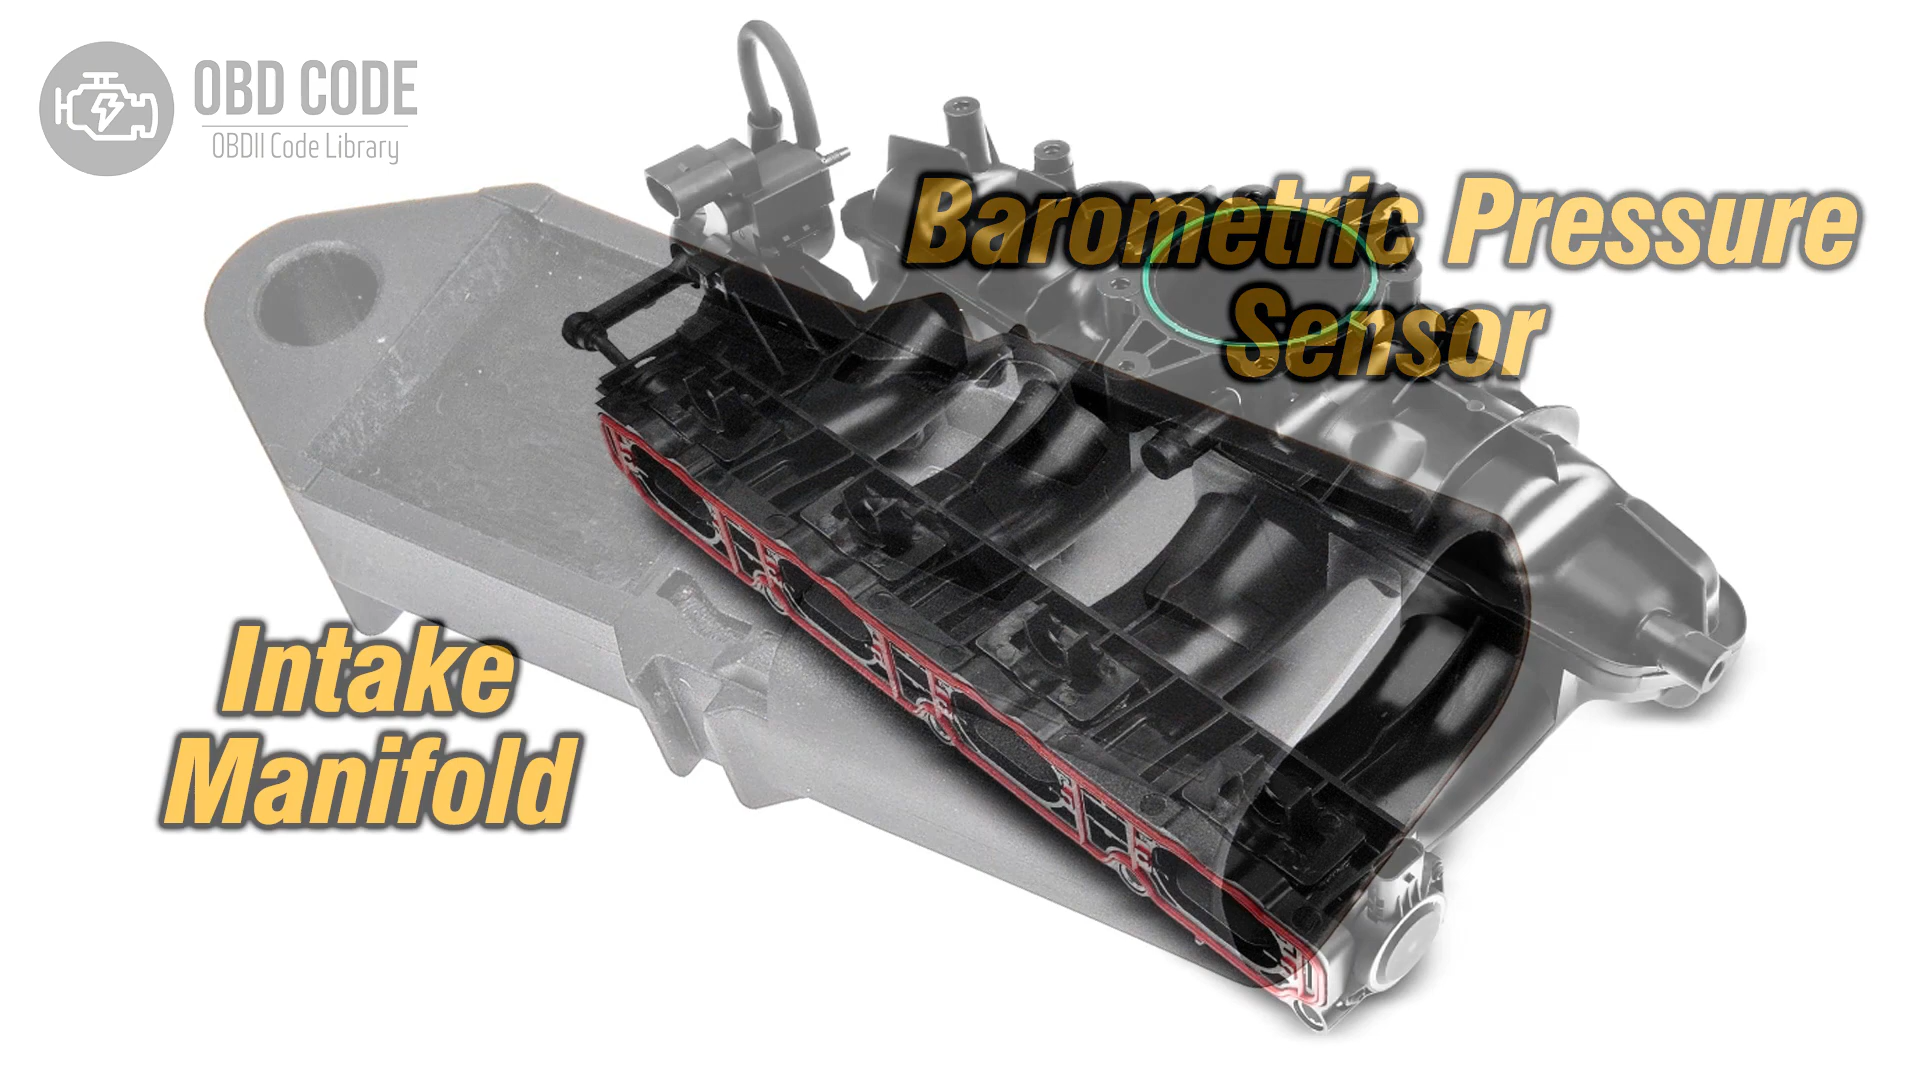 OBD CODE
OBDII Code Library
Barometric Pressure
Sensor
Intake
Manifold